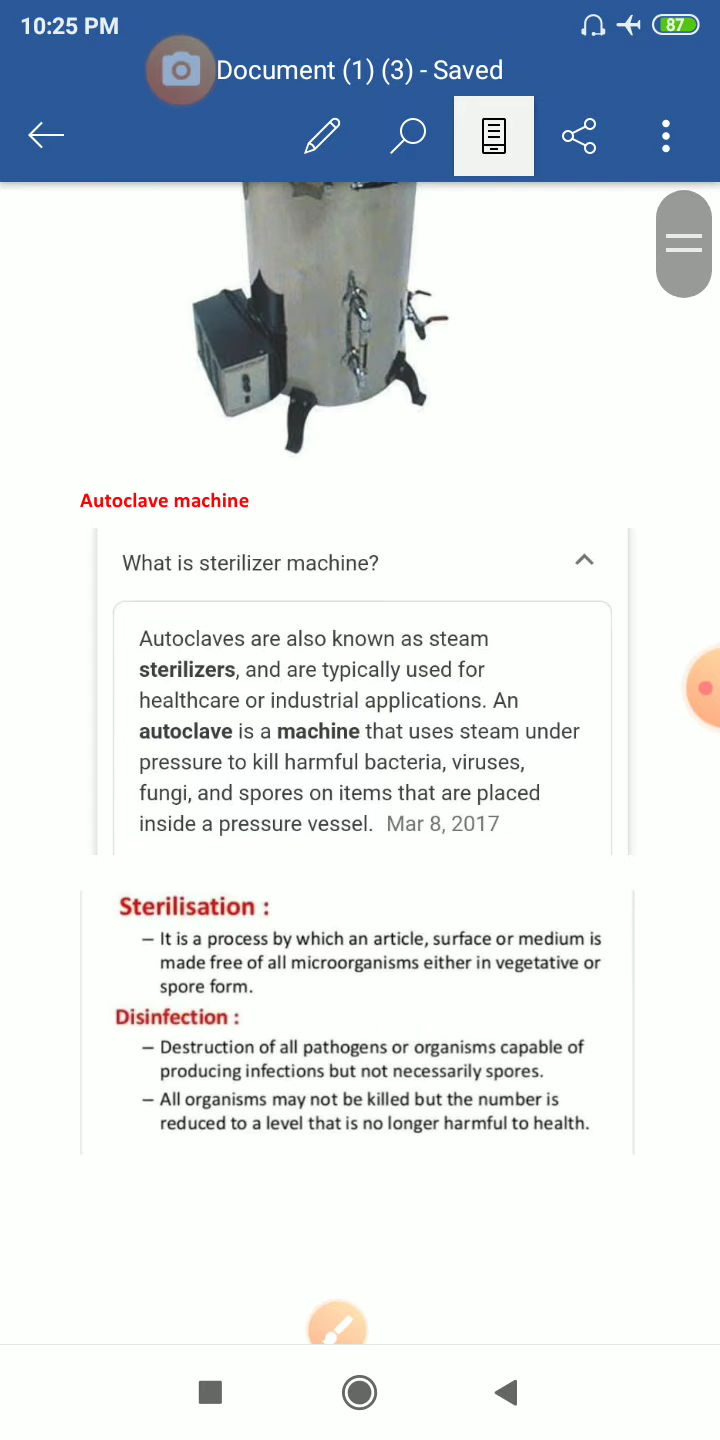 10:25 PM
87
Document (1) (3) - Saved
Autoclave machine
What is sterilizer machine?
Autoclaves are also known as steam
sterilizers, and are typically used for
healthcare or industrial applications. An
autoclave is a machine that uses steam under
pressure to kill harmful bacteria, viruses,
fungi, and spores on items that are placed
inside a pressure vessel. Mar 8, 2017
Sterilisation :
– It is a process by which an article, surface or medium is
made free of all microorganisms either in vegetative or
spore form.
Disinfection :
– Destruction of all pathogens or organisms capable of
producing infections but not necessarily spores.
– All organisms may not be killed but the number is
reduced to a level that is no longer harmful to health.